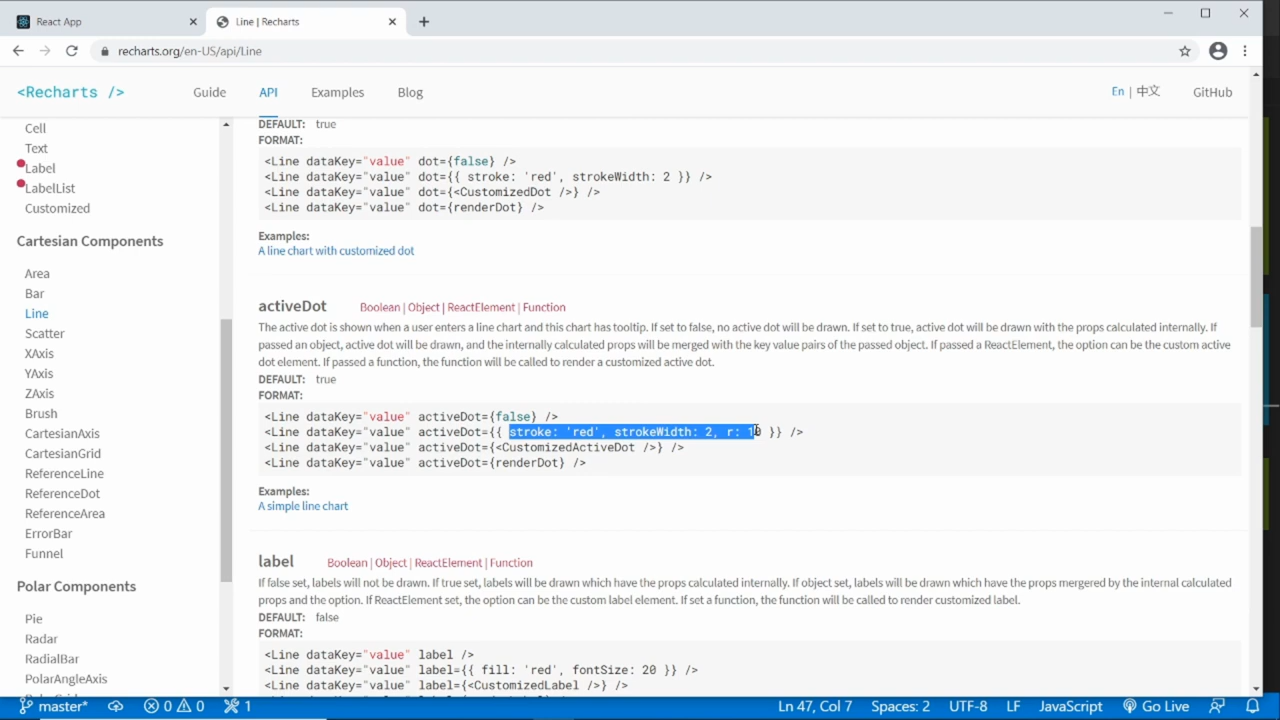 React App
Line | Recharts
recharts.org/en-US/api/Line
<Recharts />
Guide
API
Examples
Blog
En | 中文
GitHub
Cell
Text
Label
LabelList
Customized
Cartesian Components
Area
Bar
Line
Scatter
XAxis
YAxis
ZAxis
Brush
CartesianAxis
CartesianGrid
ReferenceLine
ReferenceDot
ReferenceArea
ErrorBar
Funnel
Polar Components
Pie
Radar
RadialBar
PolarAngleAxis
DEFAULT: true
FORMAT:
<Line dataKey="value" dot={false} />
<Line dataKey="value" dot={{ stroke: 'red', strokeWidth: 2 }} />
<Line dataKey="value" dot={<CustomizedDot />} />
<Line dataKey="value" dot={renderDot} />
Examples:
A line chart with customized dot
activeDot Boolean | Object | ReactElement | Function
The active dot is shown when a user enters a line chart and this chart has tooltip. If set to false, no active dot will be drawn. If set to true, active dot will be drawn with the props calculated internally. If
passed an object, active dot will be drawn, and the internally calculated props will be merged with the key value pairs of the passed object. If passed a ReactElement, the option can be the custom active
dot element. If passed a function, the function will be called to render a customized active dot.
DEFAULT: true
FORMAT:
<Line dataKey="value" activeDot={false} />
<Line dataKey="value" activeDot={{ stroke: 'red', strokeWidth: 2, r: 10 }} />
<Line dataKey="value" activeDot={<CustomizedActiveDot />} />
<Line dataKey="value" activeDot={renderDot} />
Examples:
A simple line chart
label Boolean | Object | ReactElement | Function
If false set, labels will not be drawn. If true set, labels will be drawn which have the props calculated internally. If object set, labels will be drawn which have the props mergered by the internal calculated
props and the option. If ReactElement set, the option can be the custom label element. If set a function, the function will be called to render customized label.
DEFAULT: false
FORMAT:
<Line dataKey="value" label />
<Line dataKey="value" label={{ fill: 'red', fontSize: 20 }} />
<Line dataKey="value" label={<CustomizedLabel />} />
master*
0
0
1
Ln 47, Col 7
Spaces: 2
UTF-8
LF
JavaScript
Go Live